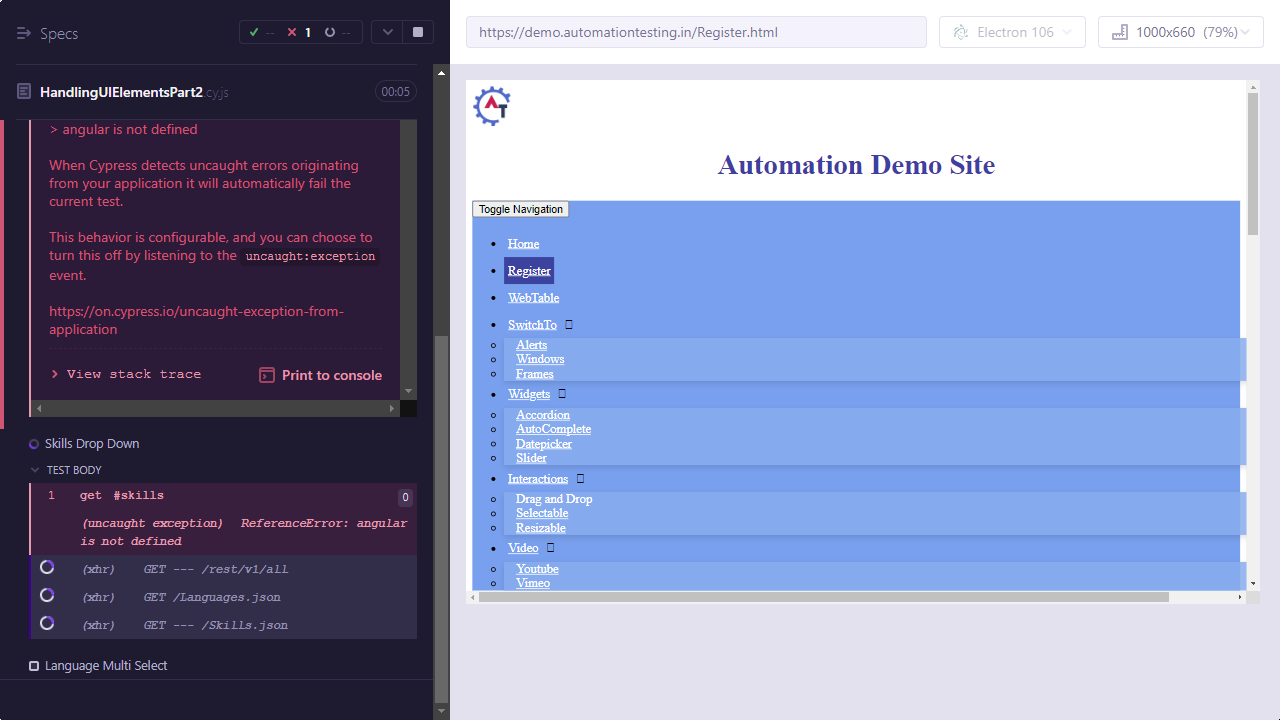 Specs
--
1
--
HandlingUIElementsPart2.cy.js
00:05
> angular is not defined
When Cypress detects uncaught errors originating
from your application it will automatically fail the
current test.
This behavior is configurable, and you can choose to
turn this off by listening to the uncaught:exception
event.
https://on.cypress.io/uncaught-exception-from-
application
> View stack trace
Print to console
Skills Drop Down
TEST BODY
1 get #skills 0
(uncaught exception) ReferenceError: angular
is not defined
(xhr) GET --- /rest/v1/all
(xhr) GET /Languages.json
(xhr) GET --- /Skills.json
Language Multi Select
https://demo.automationtesting.in/Register.html
Electron 106
1000x660 (79%)
AT
Automation Demo Site
Toggle Navigation
Home
Register
WebTable
SwitchTo
Alerts
Windows
Frames
Widgets
Accordion
AutoComplete
Datepicker
Slider
Interactions
Drag and Drop
Selectable
Resizable
Video
Youtube
Vimeo